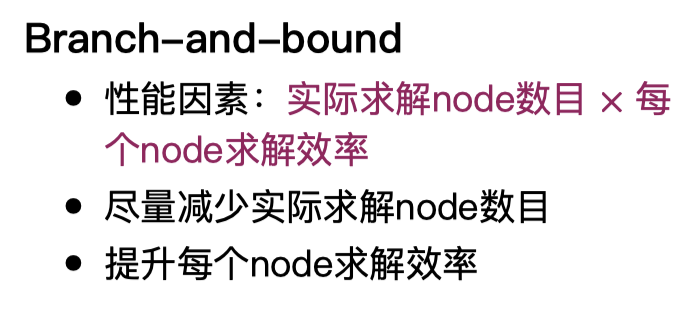 Branch-and-bound
• 性能因素：实际求解node数目 × 每
个node求解效率
• 尽量减少实际求解node数目
• 提升每个node求解效率